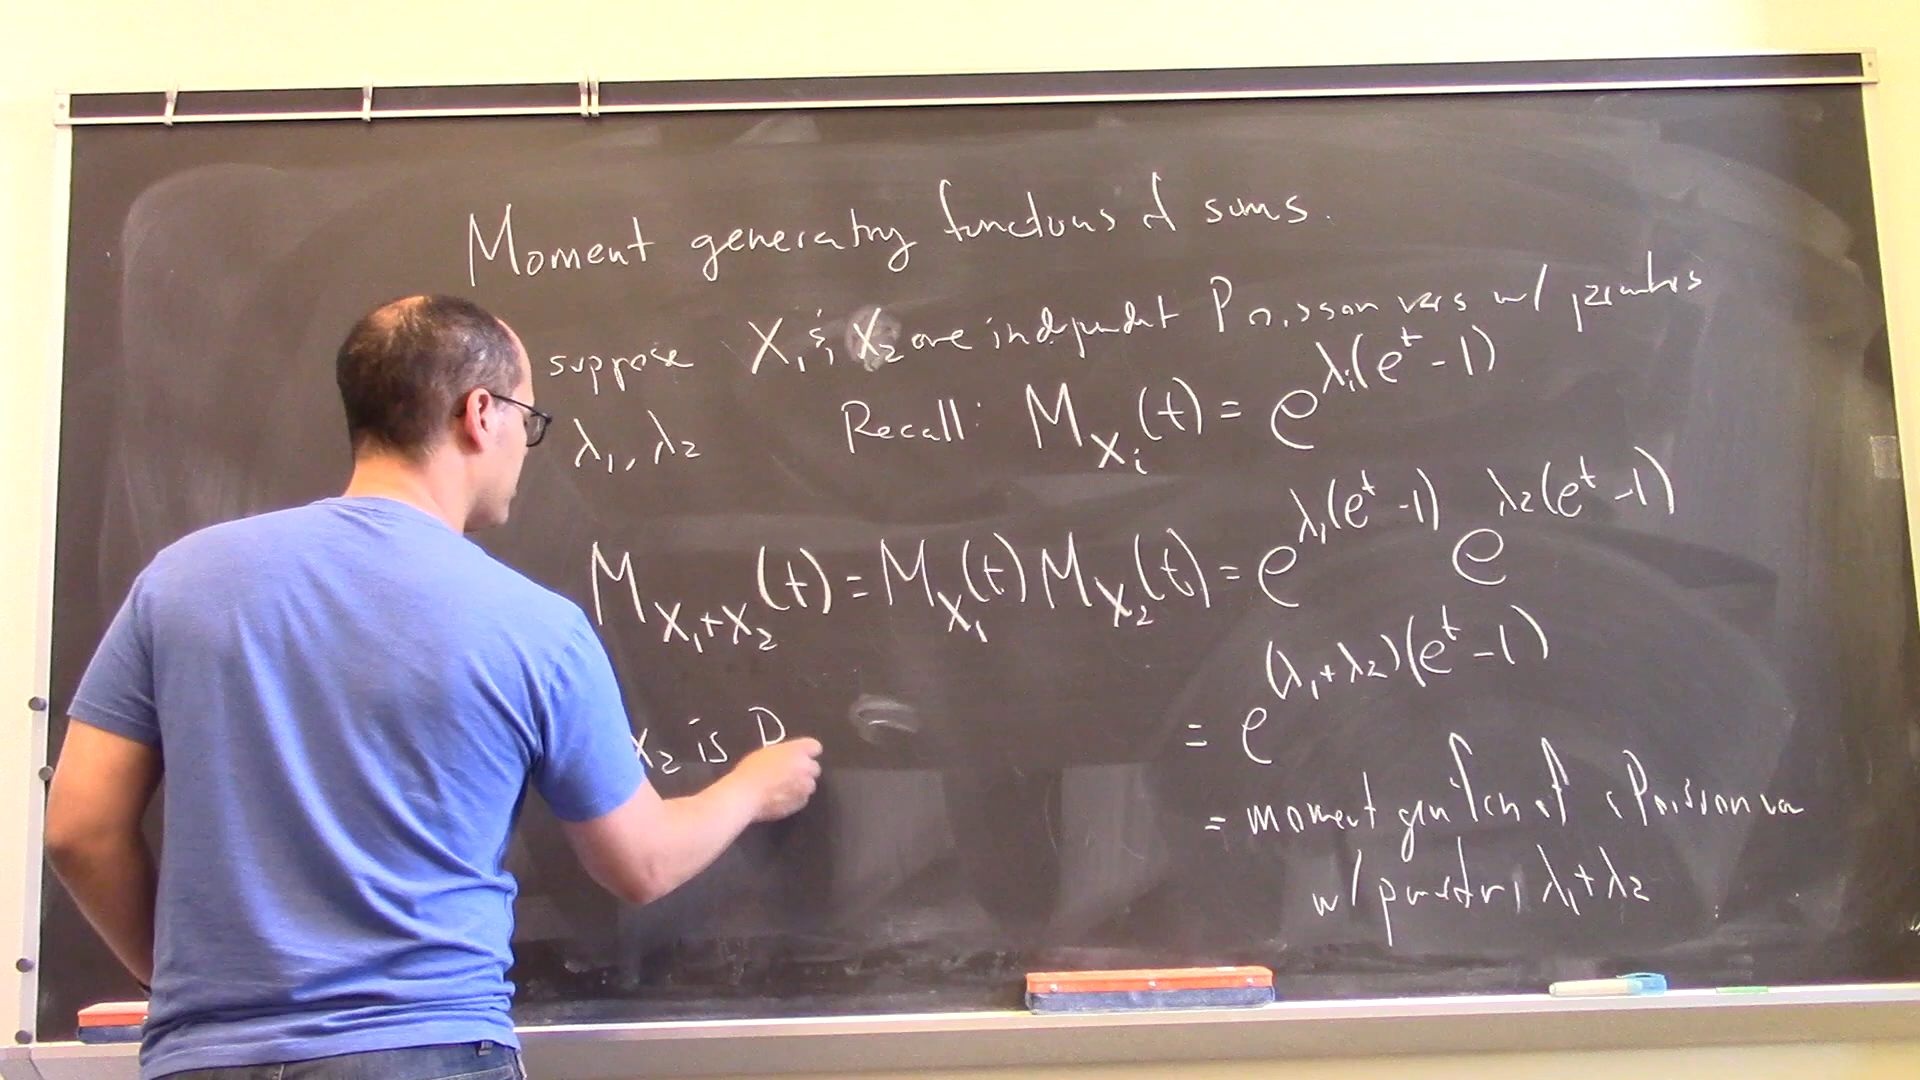 Moment generating functions of sums.
suppose X₁ & X₂ are independent Poisson vars w/ parameters
λ₁, λ₂ Recall: M_{X_i}(t) = e^{λ_i(e^t - 1)}
M_{X₁+X₂}(t) = M_{X₁}(t) M_{X₂}(t) = e^{λ₁(e^t - 1)} e^{λ₂(e^t - 1)}
= e^{(λ₁+λ₂)(e^t - 1)}
X₂ is P
= moment gen fcn of a Poisson var
w/ parameter λ₁+λ₂